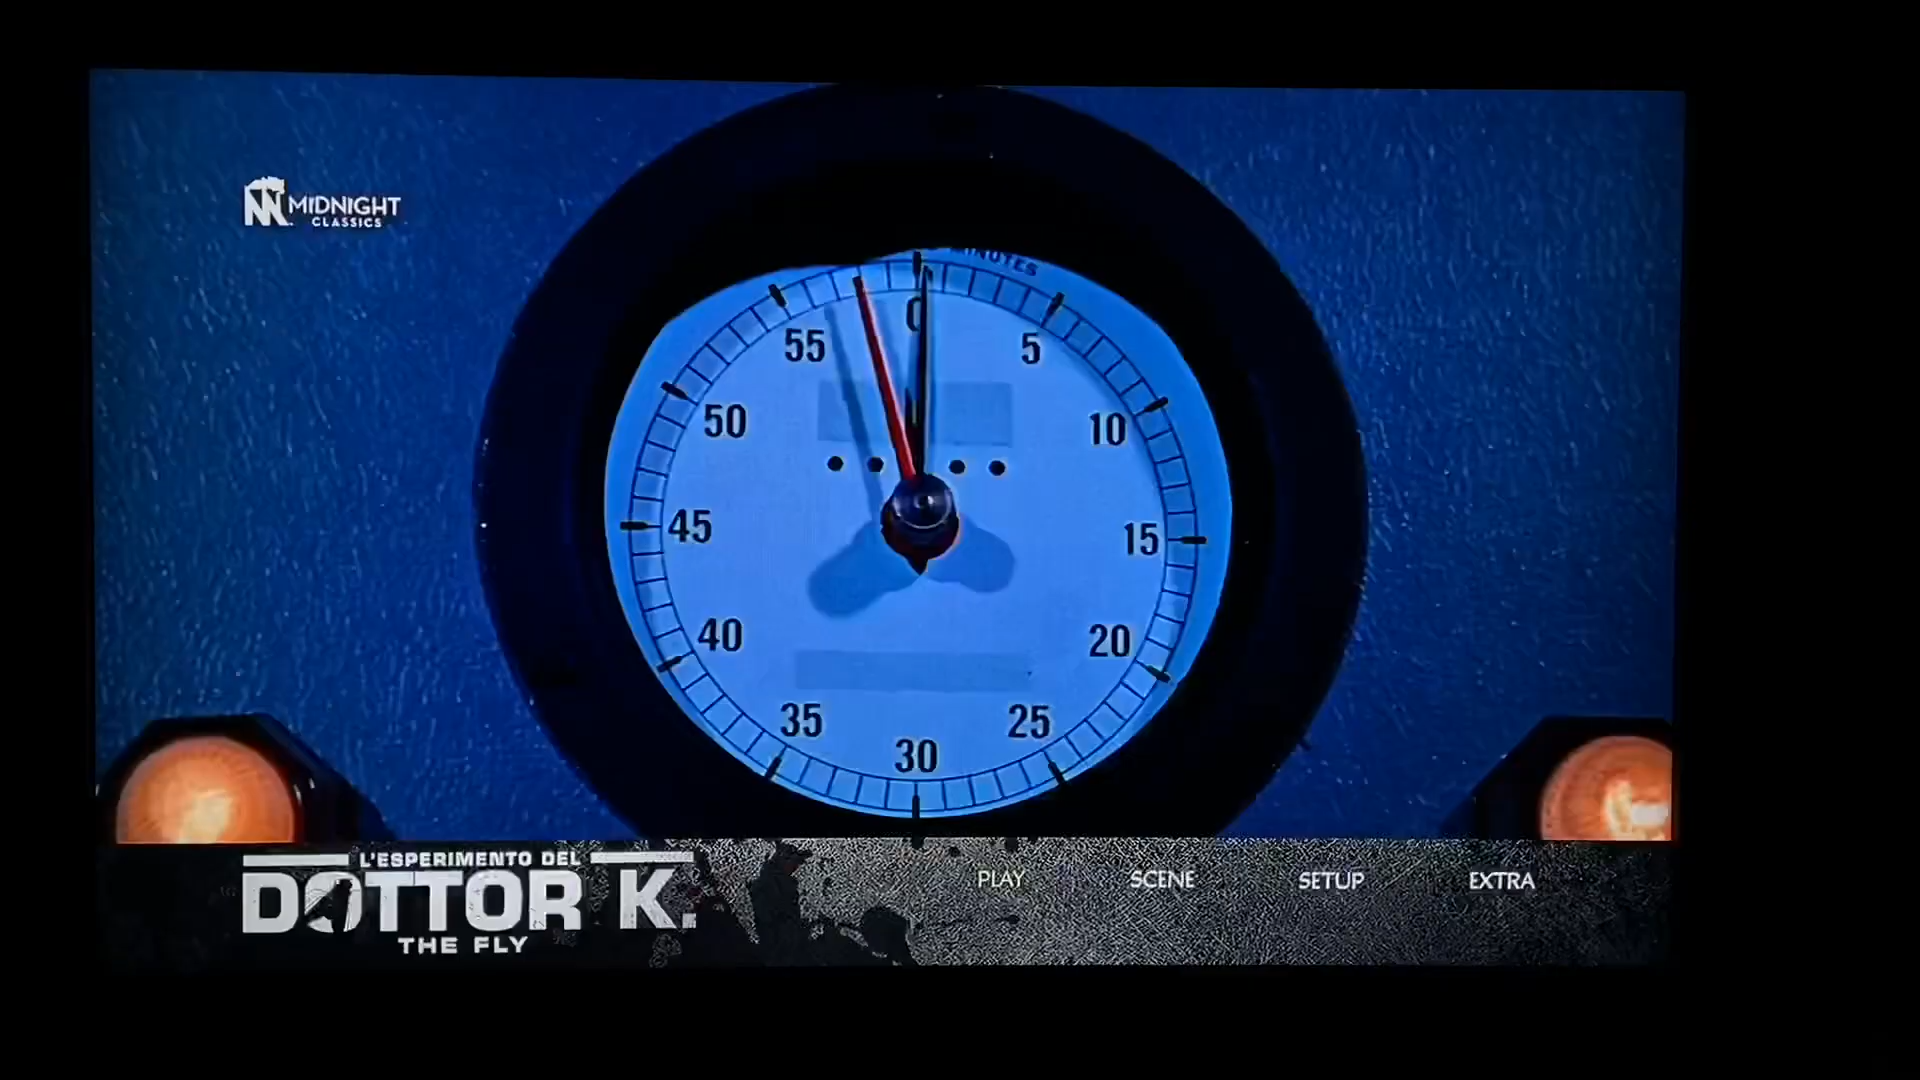 MIDNIGHT
CLASSICS
MINUTES
0
5
10
15
20
25
30
35
40
45
50
55
L'ESPERIMENTO DEL
DOTTOR K.
THE FLY
PLAY
SCENE
SETUP
EXTRA